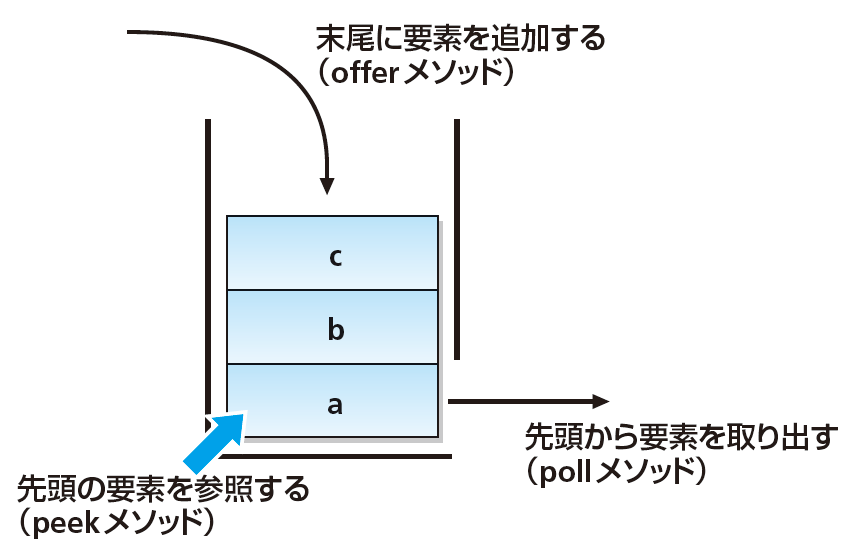 末尾に要素を追加する
（offerメソッド）
c
b
a
先頭から要素を取り出す
（pollメソッド）
先頭の要素を参照する
（peekメソッド）